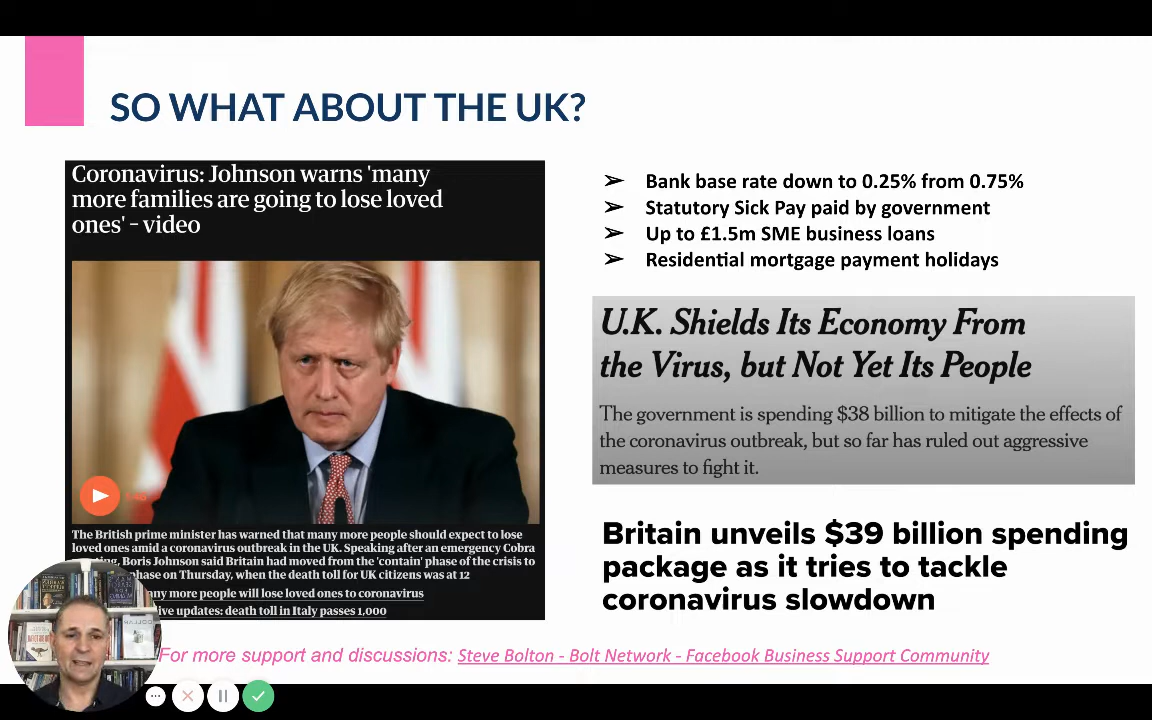 SO WHAT ABOUT THE UK?
Coronavirus: Johnson warns 'many
more families are going to lose loved
ones' – video
The British prime minister has warned that many more people should expect to lose
loved ones amid a coronavirus outbreak in the UK. Speaking after an emergency Cobra
Boris Johnson said Britain had moved from the 'contain' phase of the crisis to
phase on Thursday, when the death toll for UK citizens was at 12
many more people will lose loved ones to coronavirus
live updates: death toll in Italy passes 1,000
➢ Bank base rate down to 0.25% from 0.75%
➢ Statutory Sick Pay paid by government
➢ Up to £1.5m SME business loans
➢ Residential mortgage payment holidays
U.K. Shields Its Economy From
the Virus, but Not Yet Its People
The government is spending $38 billion to mitigate the effects of
the coronavirus outbreak, but so far has ruled out aggressive
measures to fight it.
Britain unveils $39 billion spending
package as it tries to tackle
coronavirus slowdown
For more support and discussions: Steve Bolton - Bolt Network - Facebook Business Support Community